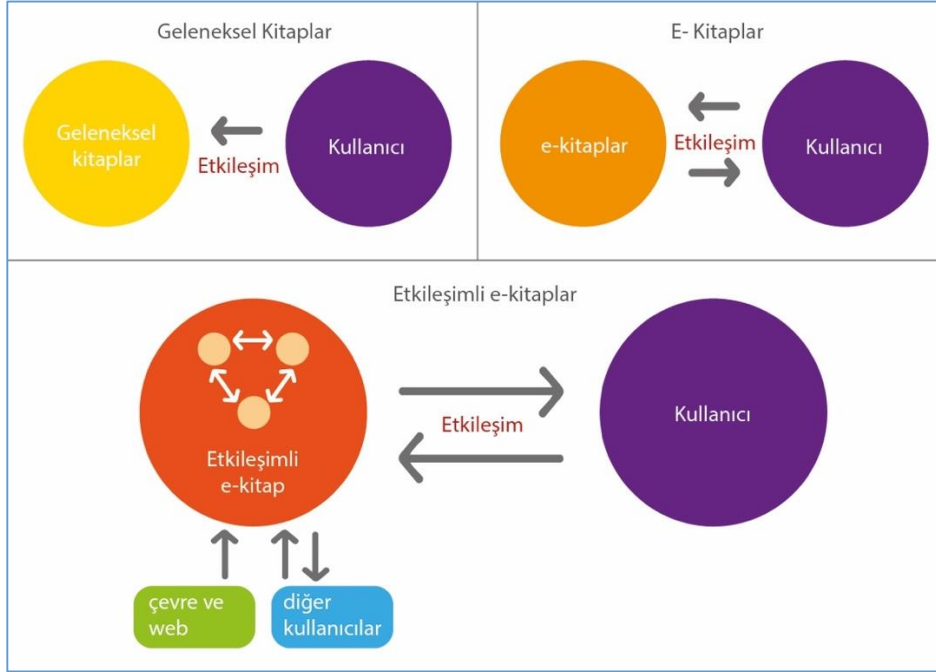 Geleneksel Kitaplar
Geleneksel
kitaplar
Etkileşim
Kullanıcı
E- Kitaplar
e-kitaplar
Etkileşim
Kullanıcı
Etkileşimli e-kitaplar
Etkileşimli
e-kitap
Etkileşim
Kullanıcı
çevre ve
web
diğer
kullanıcılar